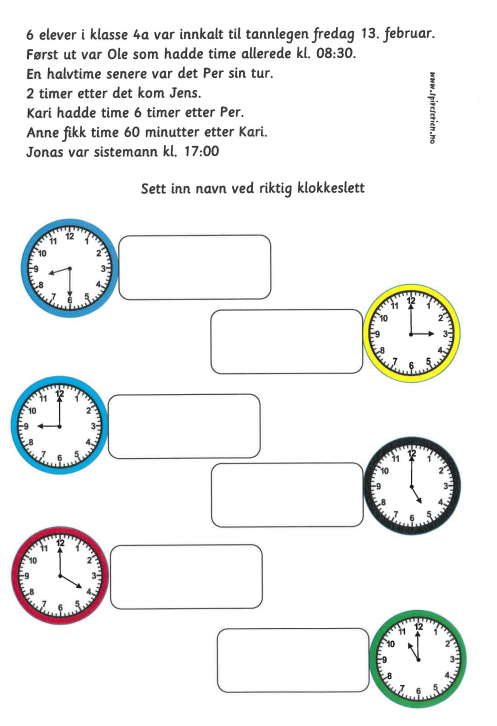 6 elever i klasse 4a var innkalt til tannlegen fredag 13. februar.
Først ut var Ole som hadde time allerede kl. 08:30.
En halvtime senere var det Per sin tur.
2 timer etter det kom Jens.
Kari hadde time 6 timer etter Per.
Anne fikk time 60 minutter etter Kari.
Jonas var sistemann kl. 17:00
Sett inn navn ved riktig klokkeslett
12 1 2 3 4 5 6 7 8 9 10 11
12 1 2 3 4 5 6 7 8 9 10 11
12 1 2 3 4 5 6 7 8 9 10 11
12 1 2 3 4 5 6 7 8 9 10 11
12 1 2 3 4 5 6 7 8 9 10 11
12 1 2 3 4 5 6 7 8 9 10 11